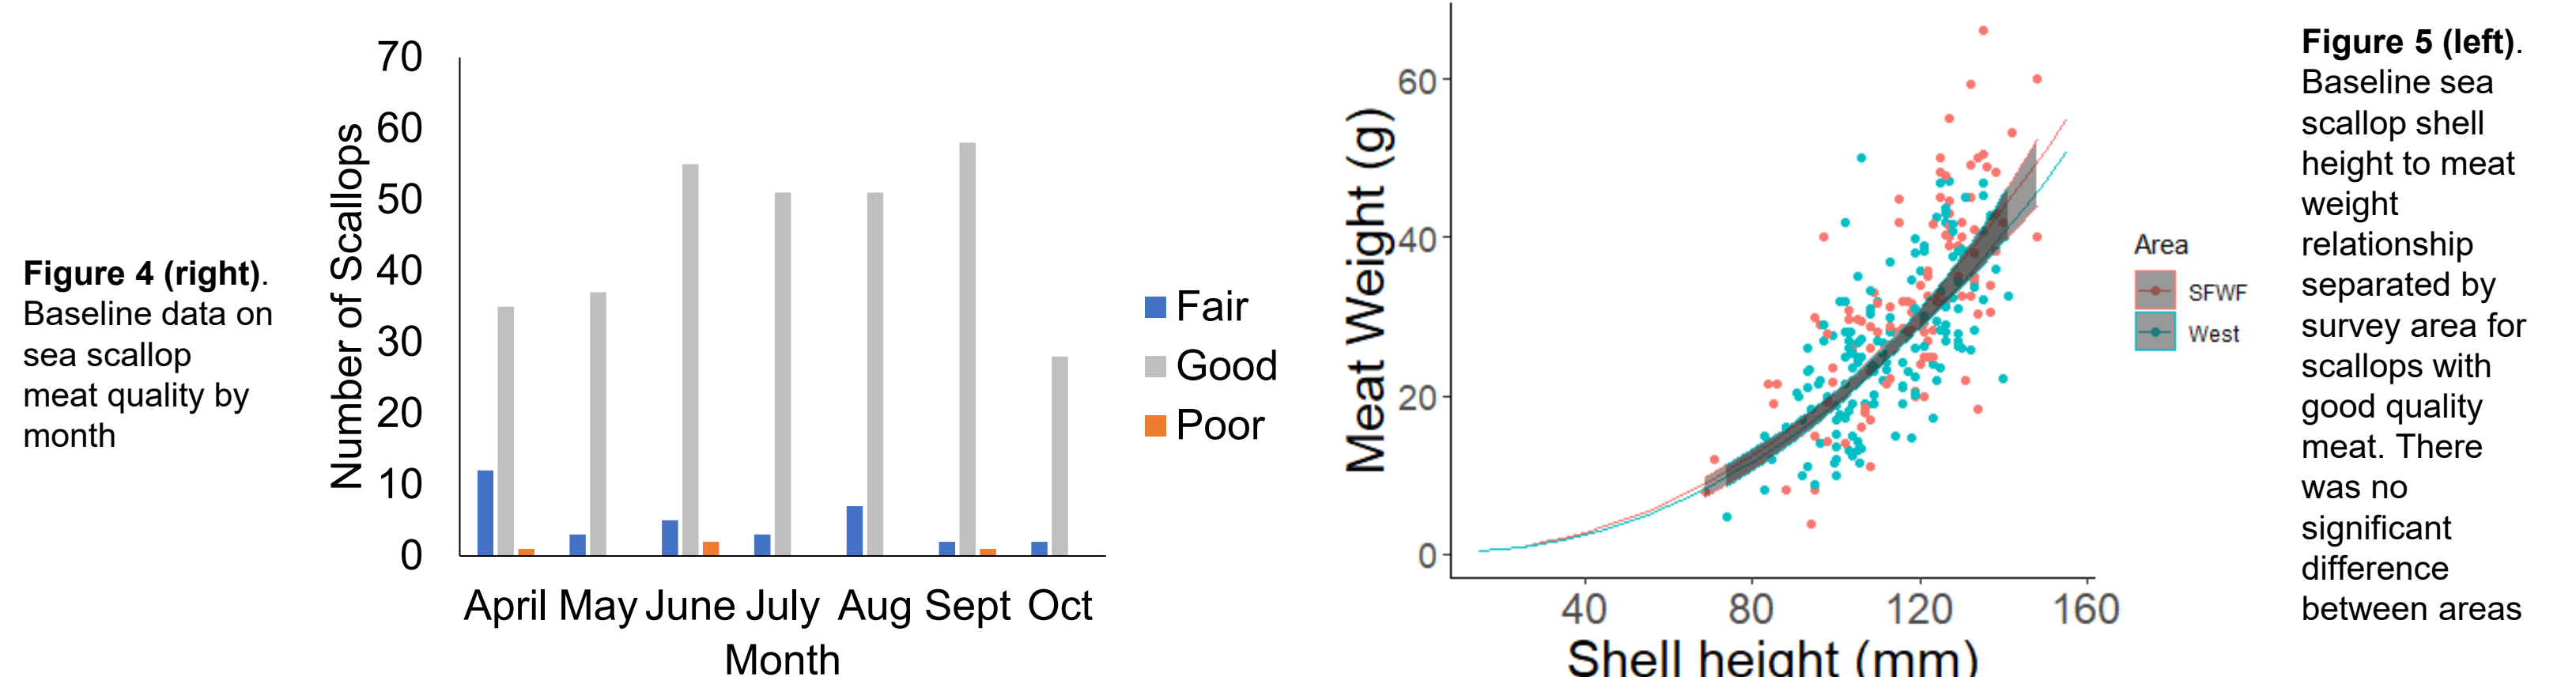 Figure 4 (right).
Baseline data on
sea scallop
meat quality by
month
Number of Scallops
70
60
50
40
30
20
10
0
April May June July Aug Sept Oct
Month
Fair
Good
Poor
Meat Weight (g)
60
40
20
0
40 80 120 160
Shell height (mm)
Area
SFWF
West
Figure 5 (left).
Baseline sea
scallop shell
height to meat
weight
relationship
separated by
survey area for
scallops with
good quality
meat. There
was no
significant
difference
between areas